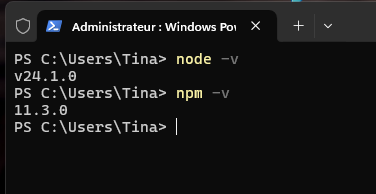 Administrateur : Windows Pow
PS C:\Users\Tina> node -v
v24.1.0
PS C:\Users\Tina> npm -v
11.3.0
PS C:\Users\Tina>